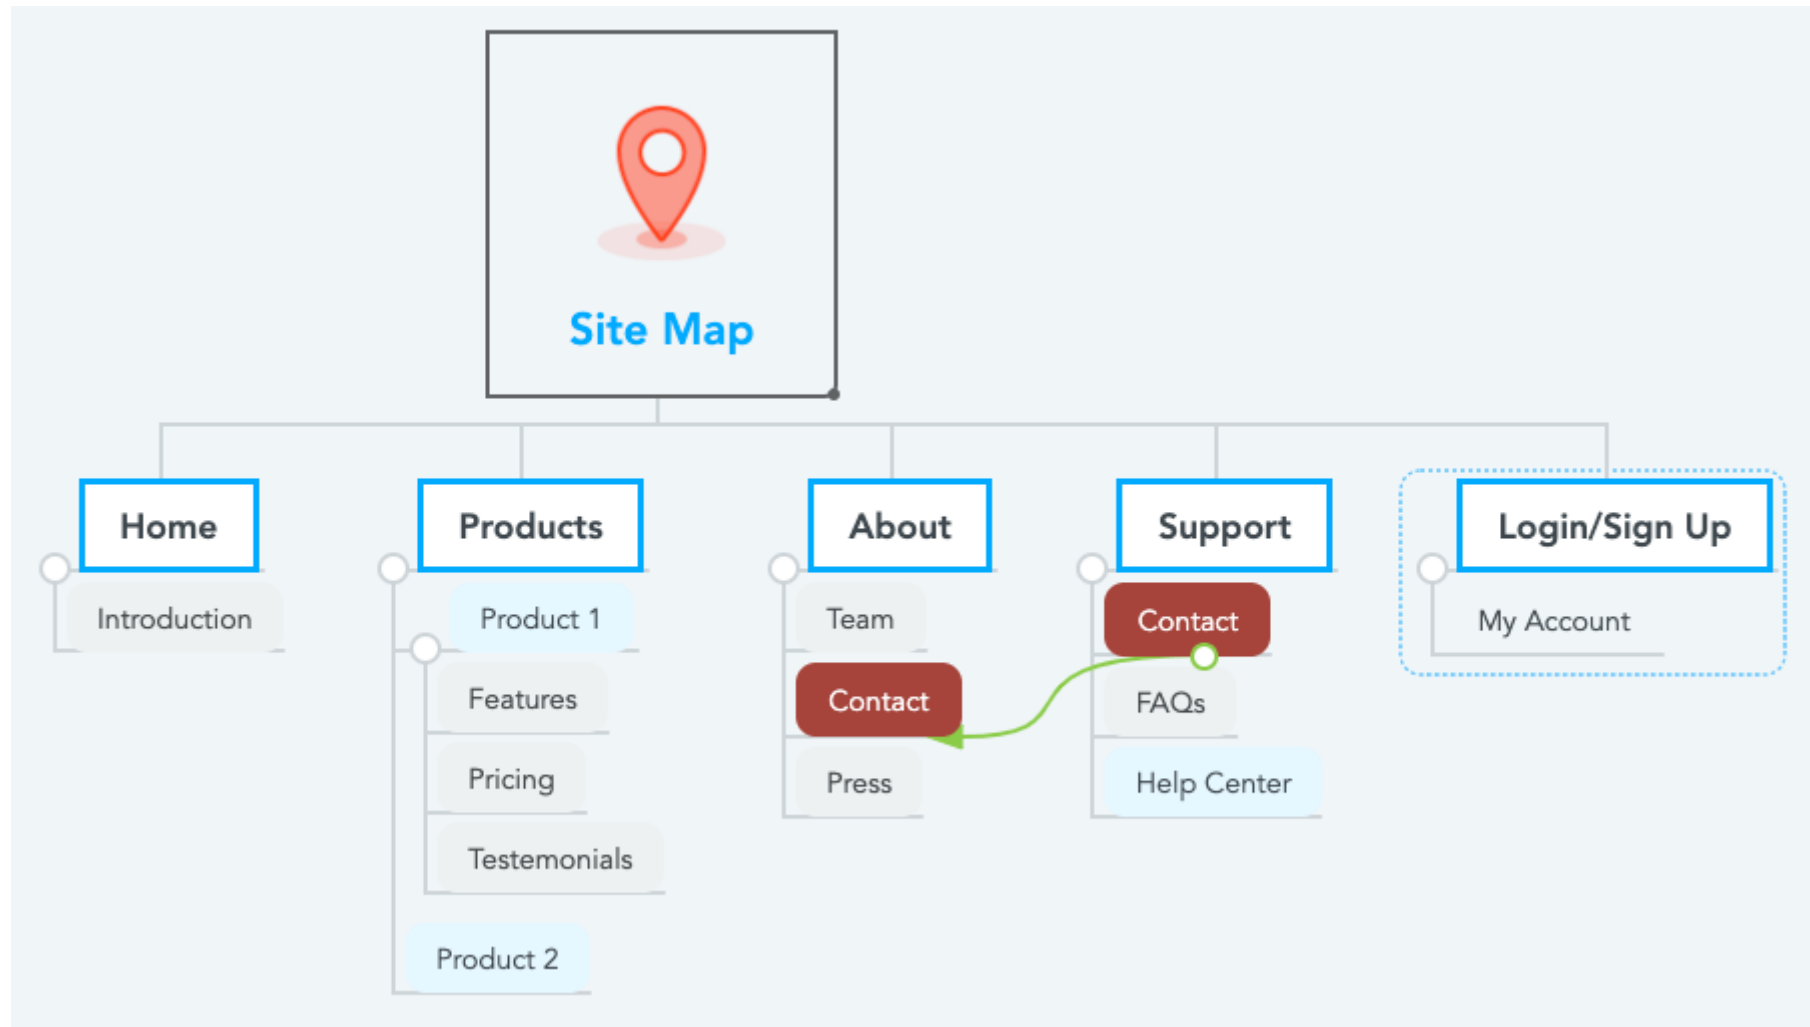 Site Map
Home
Introduction
Products
Product 1
Features
Pricing
Testemonials
Product 2
About
Team
Contact
Press
Support
Contact
FAQs
Help Center
Login/Sign Up
My Account